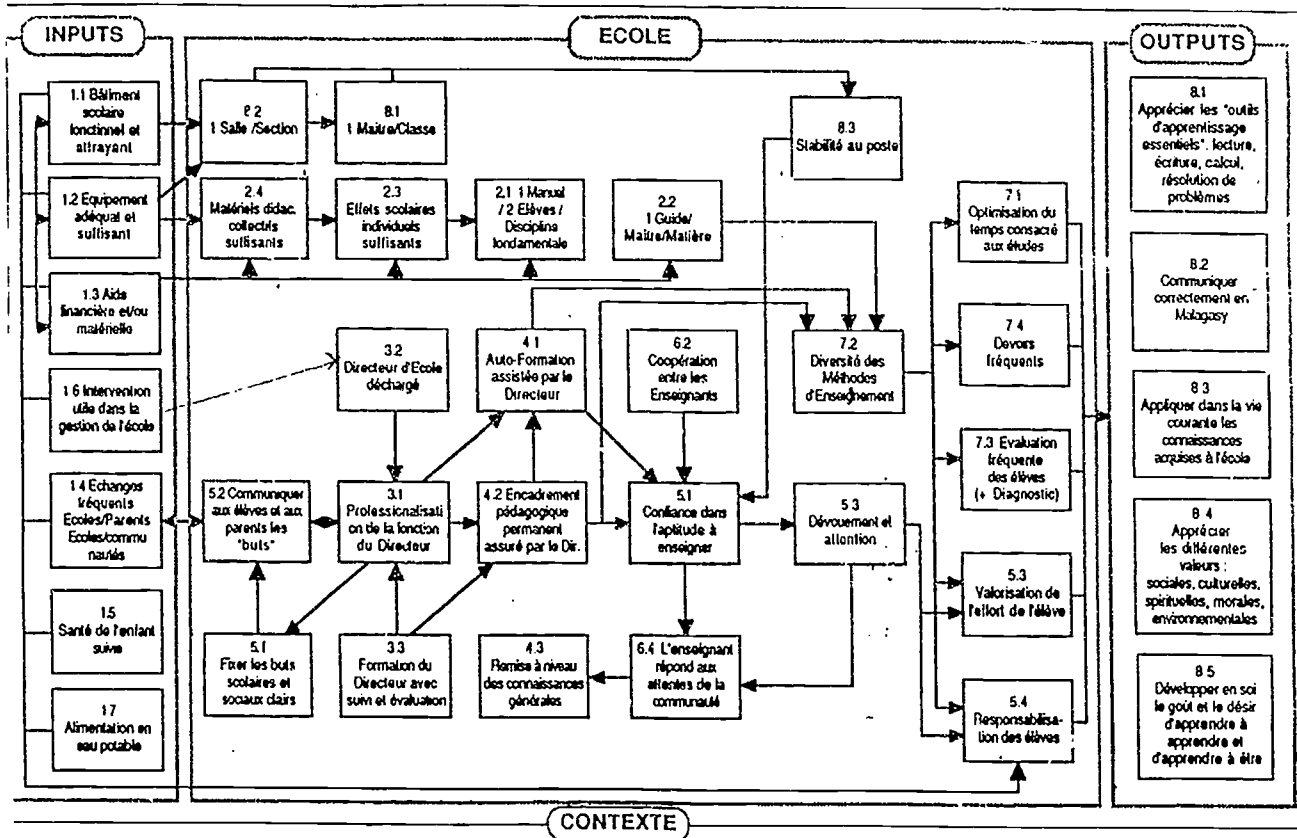 INPUTS
1.1 Bâtiment
scolaire
fonctionnel et
attrayant
1.2 Equipement
adéquat et
suffisant
1.3 Aide
financière et/ou
matérielle
1.6 Intervention
utile dans la
gestion de l'école
1.4 Echanges
fréquents
Ecoles/Parents
Ecoles/commu
nautés
1.5
Santé de l'enfant
suivie
1.7
Alimentation en
eau potable
ECOLE
6.2
1 Salle /Section
8.1
1 Maître/Classe
8.3
Stabilité au poste
2.4
Matériels didac.
collectifs
suffisants
2.3
Effets scolaires
individuels
suffisants
2.1 1 Manuel
/ 2 Elèves /
Discipline
fondamentale
2.2
1 Guide/
Maître/Matière
7.1
Optimisation du
temps consacré
aux études
3.2
Directeur d'Ecole
déchargé
4.1
Auto-Formation
assistée par le
Directeur
6.2
Coopération
entre les
Enseignants
7.2
Diversité des
Méthodes
d'Enseignement
7.4
Devoirs
fréquents
5.2 Communiquer
aux élèves et aux
parents les
"buts"
3.1
Professionalisati
on de la fonction
du Directeur
4.2 Encadrement
pédagogique
permanent
assuré par le Dir.
5.1
Confiance dans
l'aptitude à
enseigner
5.3
Dévouement et
attention
7.3 Evaluation
fréquente
des élèves
(+ Diagnostic)
5.3
Valorisation de
l'effort de l'élève
5.1
Fixer les buts
scolaires et
sociaux clairs
3.3
Formation du
Directeur avec
suivi et évaluation
4.3
Remise à niveau
des connaissances
générales
6.4 L'enseignant
répond aux
attentes de la
communauté
5.4
Responsabilisa-
tion des élèves
OUTPUTS
8.1
Apprécier les "outils
d'apprentissage
essentiels". lecture,
écriture, calcul,
résolution de
problèmes
8.2
Communiquer
correctement en
Malagasy
8.3
Appliquer dans la vie
courante les
connaissances
acquises à l'école
8.4
Apprécier
les différentes
valeurs :
sociales, culturelles,
spirituelles, morales,
environnementales
8.5
Développer en soi
le goût et le désir
d'apprendre à
apprendre et
d'apprendre à être
CONTEXTE